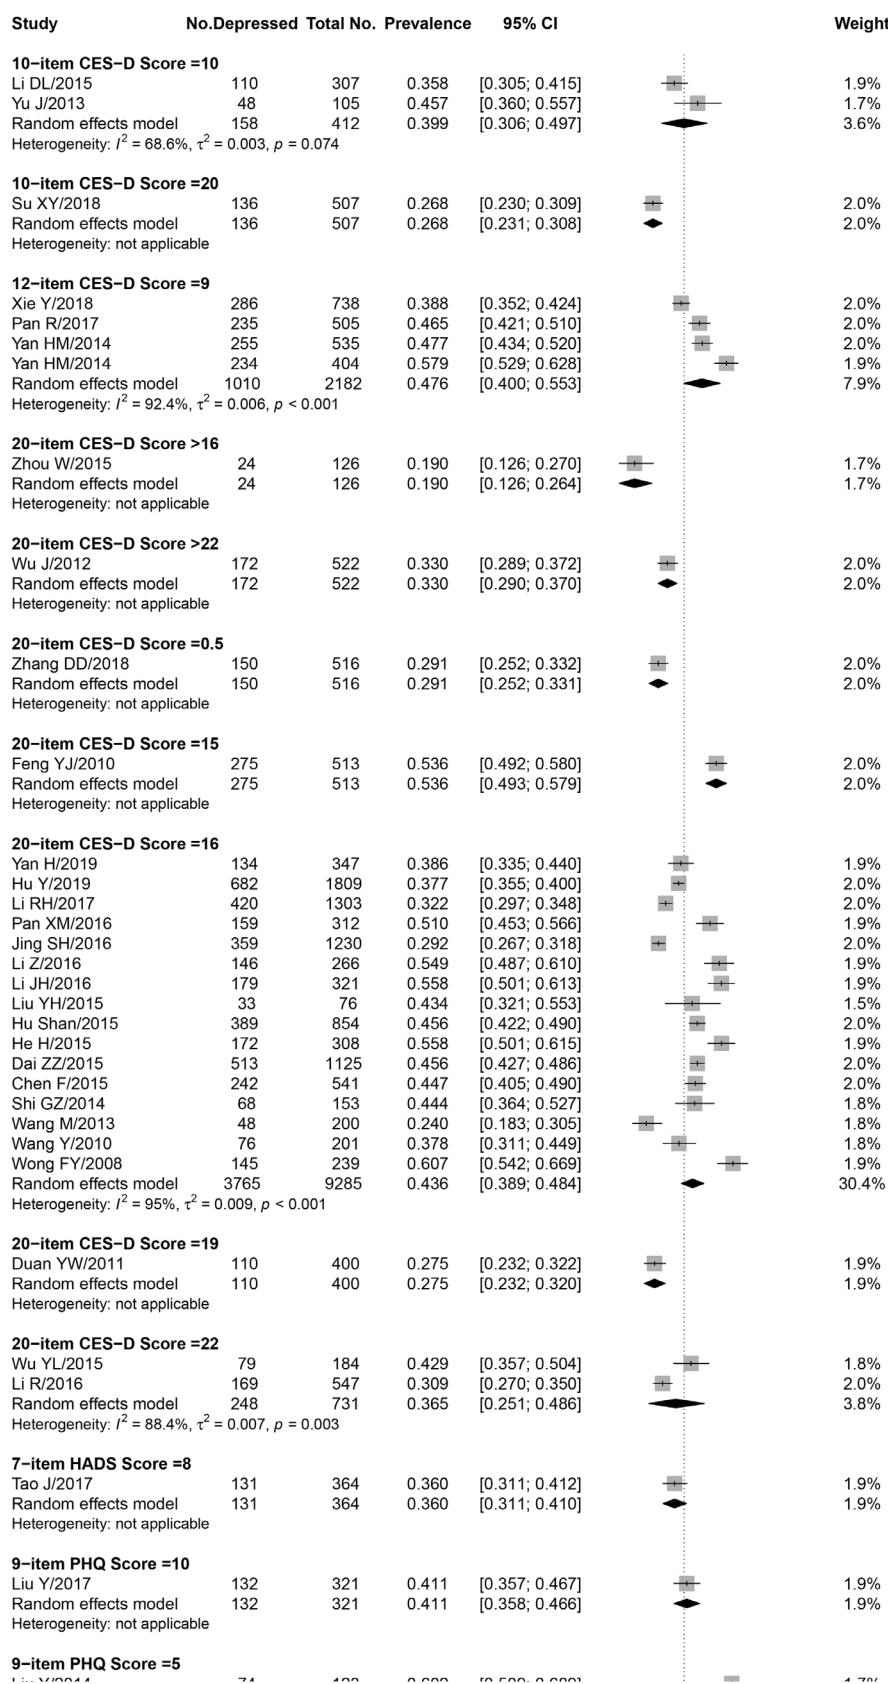 Study No.Depressed Total No. Prevalence 95% CI Weight
10−item CES−D Score =10
Li DL/2015 110 307 0.358 [0.305; 0.415] 1.9%
Yu J/2013 48 105 0.457 [0.360; 0.557] 1.7%
Random effects model 158 412 0.399 [0.306; 0.497] 3.6%
Heterogeneity: I² = 68.6%, τ² = 0.003, p = 0.074
10−item CES−D Score =20
Su XY/2018 136 507 0.268 [0.230; 0.309] 2.0%
Random effects model 136 507 0.268 [0.231; 0.308] 2.0%
Heterogeneity: not applicable
12−item CES−D Score =9
Xie Y/2018 286 738 0.388 [0.352; 0.424] 2.0%
Pan R/2017 235 505 0.465 [0.421; 0.510] 2.0%
Yan HM/2014 255 535 0.477 [0.434; 0.520] 2.0%
Yan HM/2014 234 404 0.579 [0.529; 0.628] 1.9%
Random effects model 1010 2182 0.476 [0.400; 0.553] 7.9%
Heterogeneity: I² = 92.4%, τ² = 0.006, p < 0.001
20−item CES−D Score >16
Zhou W/2015 24 126 0.190 [0.126; 0.270] 1.7%
Random effects model 24 126 0.190 [0.126; 0.264] 1.7%
Heterogeneity: not applicable
20−item CES−D Score >22
Wu J/2012 172 522 0.330 [0.289; 0.372] 2.0%
Random effects model 172 522 0.330 [0.290; 0.370] 2.0%
Heterogeneity: not applicable
20−item CES−D Score =0.5
Zhang DD/2018 150 516 0.291 [0.252; 0.332] 2.0%
Random effects model 150 516 0.291 [0.252; 0.331] 2.0%
Heterogeneity: not applicable
20−item CES−D Score =15
Feng YJ/2010 275 513 0.536 [0.492; 0.580] 2.0%
Random effects model 275 513 0.536 [0.493; 0.579] 2.0%
Heterogeneity: not applicable
20−item CES−D Score =16
Yan H/2019 134 347 0.386 [0.335; 0.440] 1.9%
Hu Y/2019 682 1809 0.377 [0.355; 0.400] 2.0%
Li RH/2017 420 1303 0.322 [0.297; 0.348] 2.0%
Pan XM/2016 159 312 0.510 [0.453; 0.566] 1.9%
Jing SH/2016 359 1230 0.292 [0.267; 0.318] 2.0%
Li Z/2016 146 266 0.549 [0.487; 0.610] 1.9%
Li JH/2016 179 321 0.558 [0.501; 0.613] 1.9%
Liu YH/2015 33 76 0.434 [0.321; 0.553] 1.5%
Hu Shan/2015 389 854 0.456 [0.422; 0.490] 2.0%
He H/2015 172 308 0.558 [0.501; 0.615] 1.9%
Dai ZZ/2015 513 1125 0.456 [0.427; 0.486] 2.0%
Chen F/2015 242 541 0.447 [0.405; 0.490] 2.0%
Shi GZ/2014 68 153 0.444 [0.364; 0.527] 1.8%
Wang M/2013 48 200 0.240 [0.183; 0.305] 1.8%
Wang Y/2010 76 201 0.378 [0.311; 0.449] 1.8%
Wong FY/2008 145 239 0.607 [0.542; 0.669] 1.9%
Random effects model 3765 9285 0.436 [0.389; 0.484] 30.4%
Heterogeneity: I² = 95%, τ² = 0.009, p < 0.001
20−item CES−D Score =19
Duan YW/2011 110 400 0.275 [0.232; 0.322] 1.9%
Random effects model 110 400 0.275 [0.232; 0.320] 1.9%
Heterogeneity: not applicable
20−item CES−D Score =22
Wu YL/2015 79 184 0.429 [0.357; 0.504] 1.8%
Li R/2016 169 547 0.309 [0.270; 0.350] 2.0%
Random effects model 248 731 0.365 [0.251; 0.486] 3.8%
Heterogeneity: I² = 88.4%, τ² = 0.007, p = 0.003
7−item HADS Score =8
Tao J/2017 131 364 0.360 [0.311; 0.412] 1.9%
Random effects model 131 364 0.360 [0.311; 0.410] 1.9%
Heterogeneity: not applicable
9−item PHQ Score =10
Liu Y/2017 132 321 0.411 [0.357; 0.467] 1.9%
Random effects model 132 321 0.411 [0.358; 0.466] 1.9%
Heterogeneity: not applicable
9−item PHQ Score =5